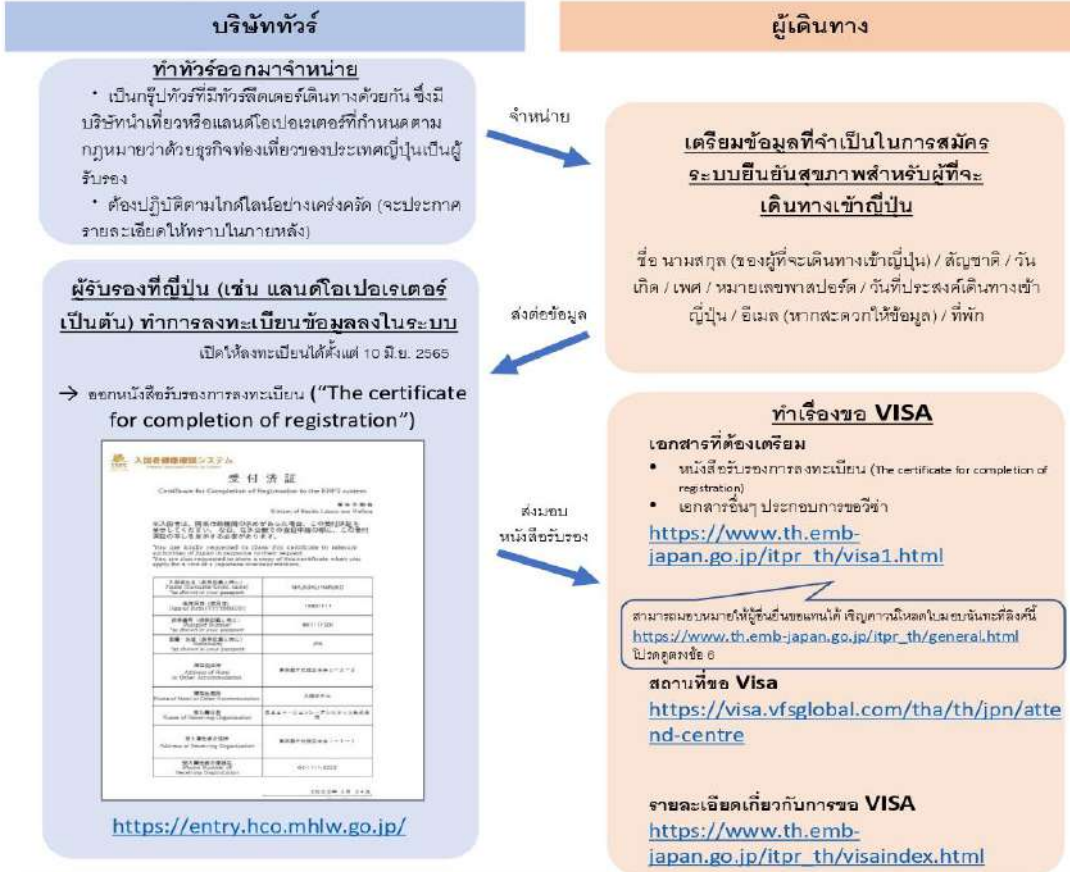 บริษัททัวร์
ผู้เดินทาง
ทำทัวร์ออกมาจำหน่าย
• เป็นกรุ๊ปทัวร์ที่มีทัวร์ลีดเดอร์เดินทางด้วยกัน ซึ่งมี
บริษัทนำเที่ยวหรือแลนด์โอเปอเรเตอร์ที่กำหนดตาม
กฎหมายว่าด้วยธุรกิจท่องเที่ยวของประเทศญี่ปุ่นเป็นผู้
รับรอง
• ต้องปฏิบัติตามไกด์ไลน์อย่างเคร่งครัด (จะประกาศ
รายละเอียดให้ทราบในภายหลัง)
จำหน่าย
เตรียมข้อมูลที่จำเป็นในการสมัคร
ระบบยืนยันสุขภาพสำหรับผู้ที่จะ
เดินทางเข้าญี่ปุ่น
ชื่อ นามสกุล (ของผู้ที่จะเดินทางเข้าญี่ปุ่น) / สัญชาติ / วัน
เกิด / เพศ / หมายเลขพาสปอร์ต / วันที่ประสงค์เดินทางเข้า
ญี่ปุ่น / อีเมล (หากสะดวกให้ข้อมูล) / ที่พัก
ส่งต่อข้อมูล
ผู้รับรองที่ญี่ปุ่น (เช่น แลนด์โอเปอเรเตอร์
เป็นต้น) ทำการลงทะเบียนข้อมูลลงในระบบ
เปิดให้ลงทะเบียนได้ตั้งแต่ 10 มิ.ย. 2565
→ ออกหนังสือรับรองการลงทะเบียน ("The certificate
for completion of registration")
入国者健康確認システム
受付済証
Certificate for Completion of Registration to the ERFS system
https://entry.hco.mhlw.go.jp/
ส่งมอบ
หนังสือรับรอง
ทำเรื่องขอ VISA
เอกสารที่ต้องเตรียม
• หนังสือรับรองการลงทะเบียน (The certificate for completion of
registration)
• เอกสารอื่นๆ ประกอบการขอวีซ่า
https://www.th.emb-
japan.go.jp/itpr_th/visa1.html
สามารถมอบหมายให้ผู้อื่นยื่นขอแทนได้ เชิญดาวน์โหลดใบมอบฉันทะที่ลิงค์นี้
https://www.th.emb-japan.go.jp/itpr_th/general.html
โปรดดูตรงข้อ 6
สถานที่ขอ Visa
https://visa.vfsglobal.com/tha/th/jpn/atte
nd-centre
รายละเอียดเกี่ยวกับการขอ VISA
https://www.th.emb-
japan.go.jp/itpr_th/visaindex.html